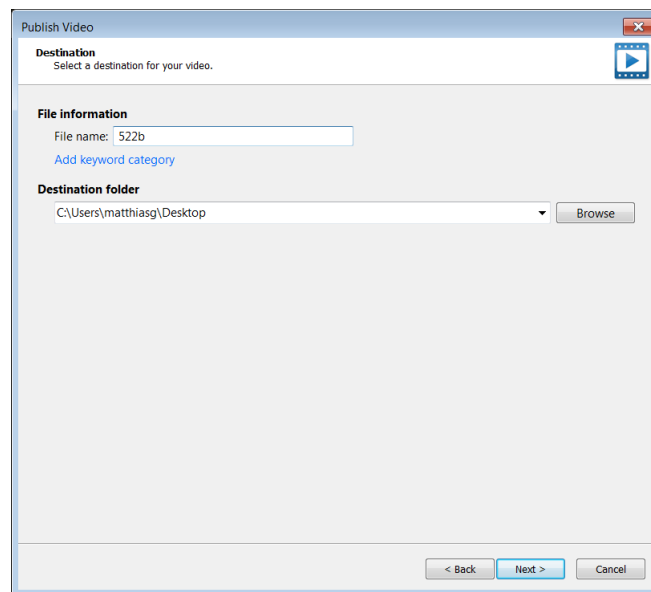 Publish Video
Destination
Select a destination for your video.
File information
File name: 522b
Add keyword category
Destination folder
C:\Users\matthiasg\Desktop Browse
< Back Next > Cancel